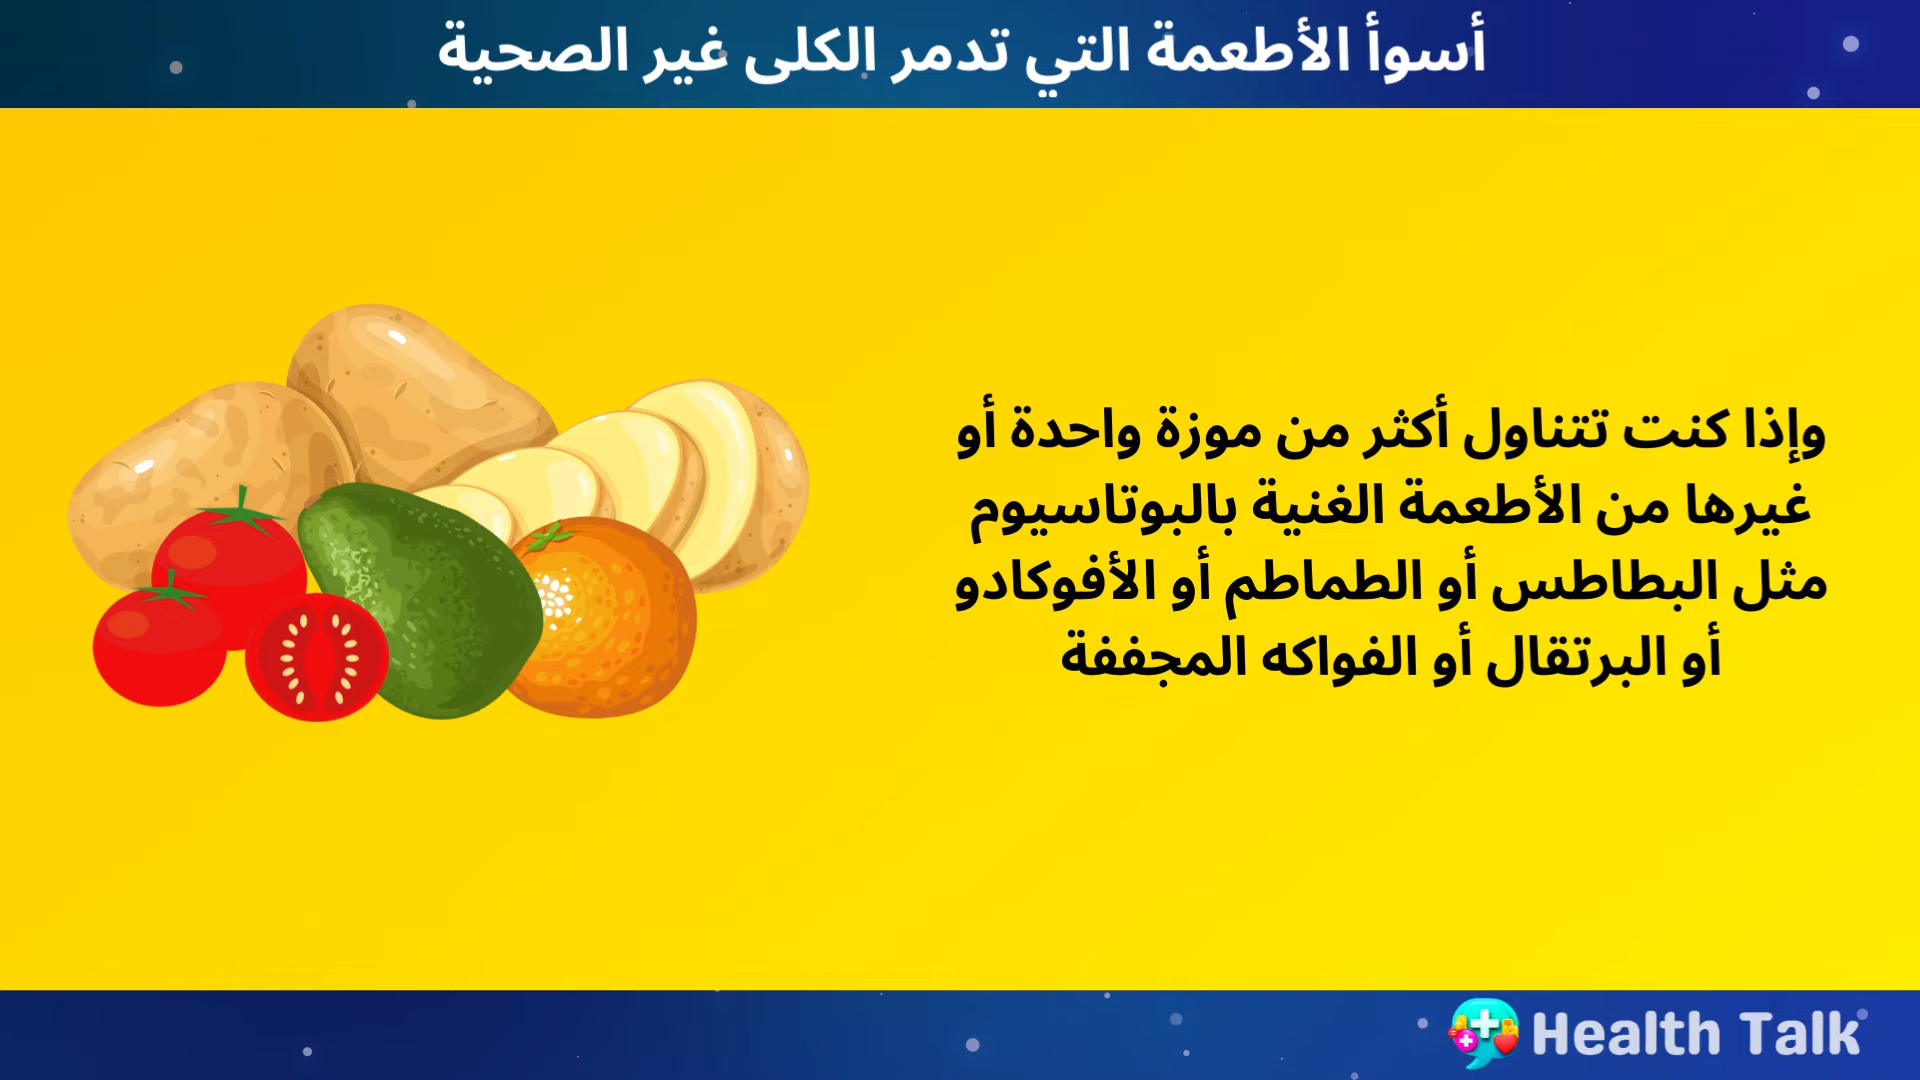 أسوأ الأطعمة التي تدمر الكلى غير الصحية
وإذا كنت تتناول أكثر من موزة واحدة أو
غيرها من الأطعمة الغنية بالبوتاسيوم
مثل البطاطس أو الطماطم أو الأفوكادو
أو البرتقال أو الفواكه المجففة
Health Talk